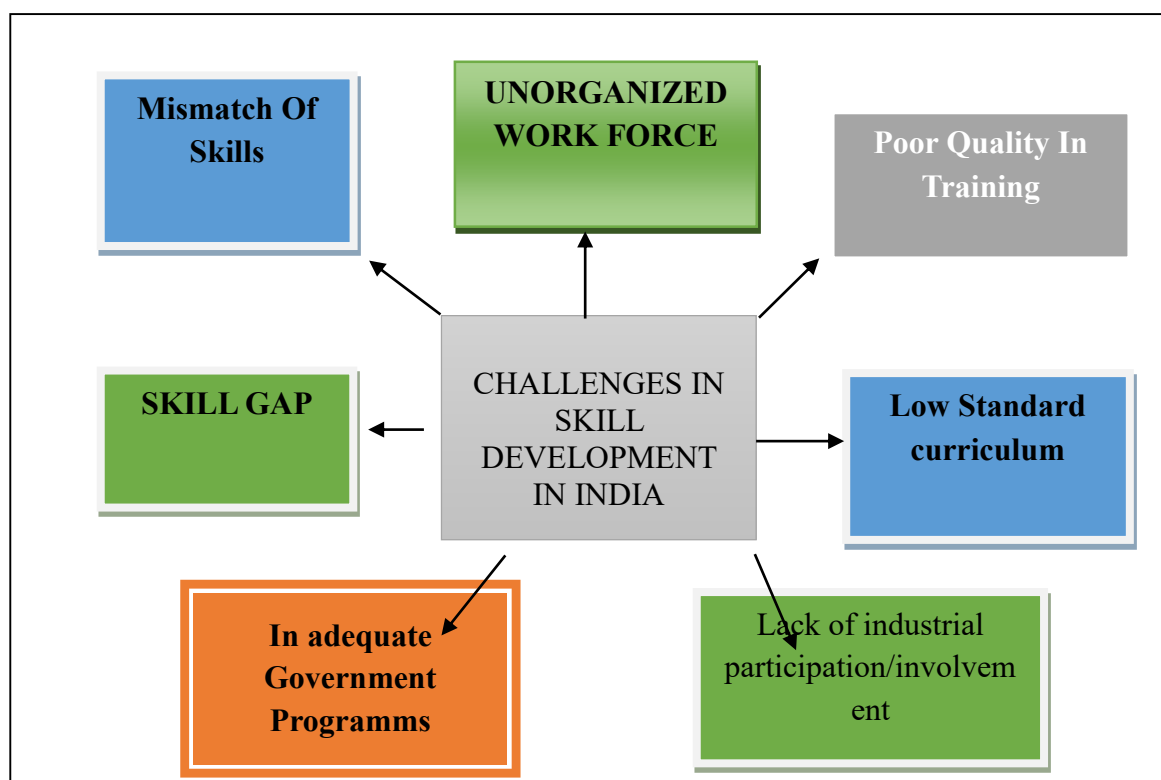 Mismatch Of
Skills
UNORGANIZED
WORK FORCE
Poor Quality In
Training
SKILL GAP
CHALLENGES IN
SKILL
DEVELOPMENT
IN INDIA
Low Standard
curriculum
In adequate
Government
Programms
Lack of industrial
participation/involvem
ent